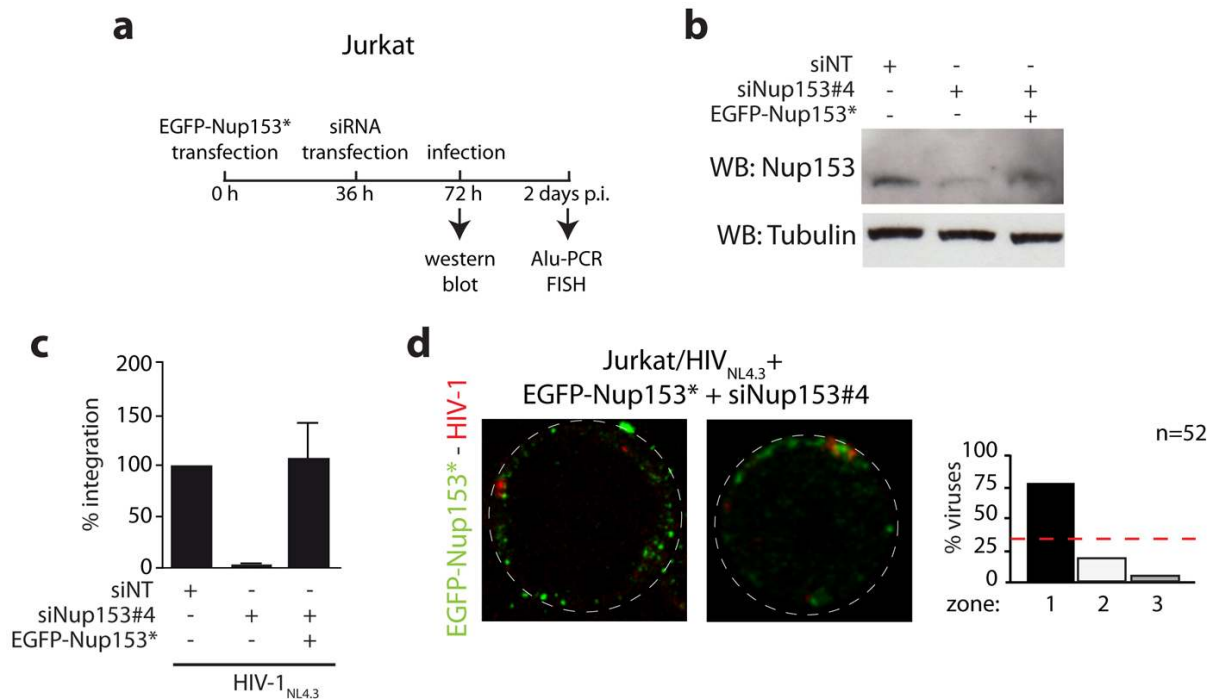 a
Jurkat
EGFP-Nup153* siRNA
transfection transfection infection
0 h 36 h 72 h 2 days p.i.
western Alu-PCR
blot FISH
b
siNT + - -
siNup153#4 - + +
EGFP-Nup153* - - +
WB: Nup153
WB: Tubulin
c
% integration
200
150
100
50
0
siNT + - -
siNup153#4 - + +
EGFP-Nup153* - - +
HIV-1NL4.3
d
Jurkat/HIVNL4.3+
EGFP-Nup153* + siNup153#4
EGFP-Nup153* - HIV-1
n=52
% viruses
100
75
50
25
0
zone: 1 2 3